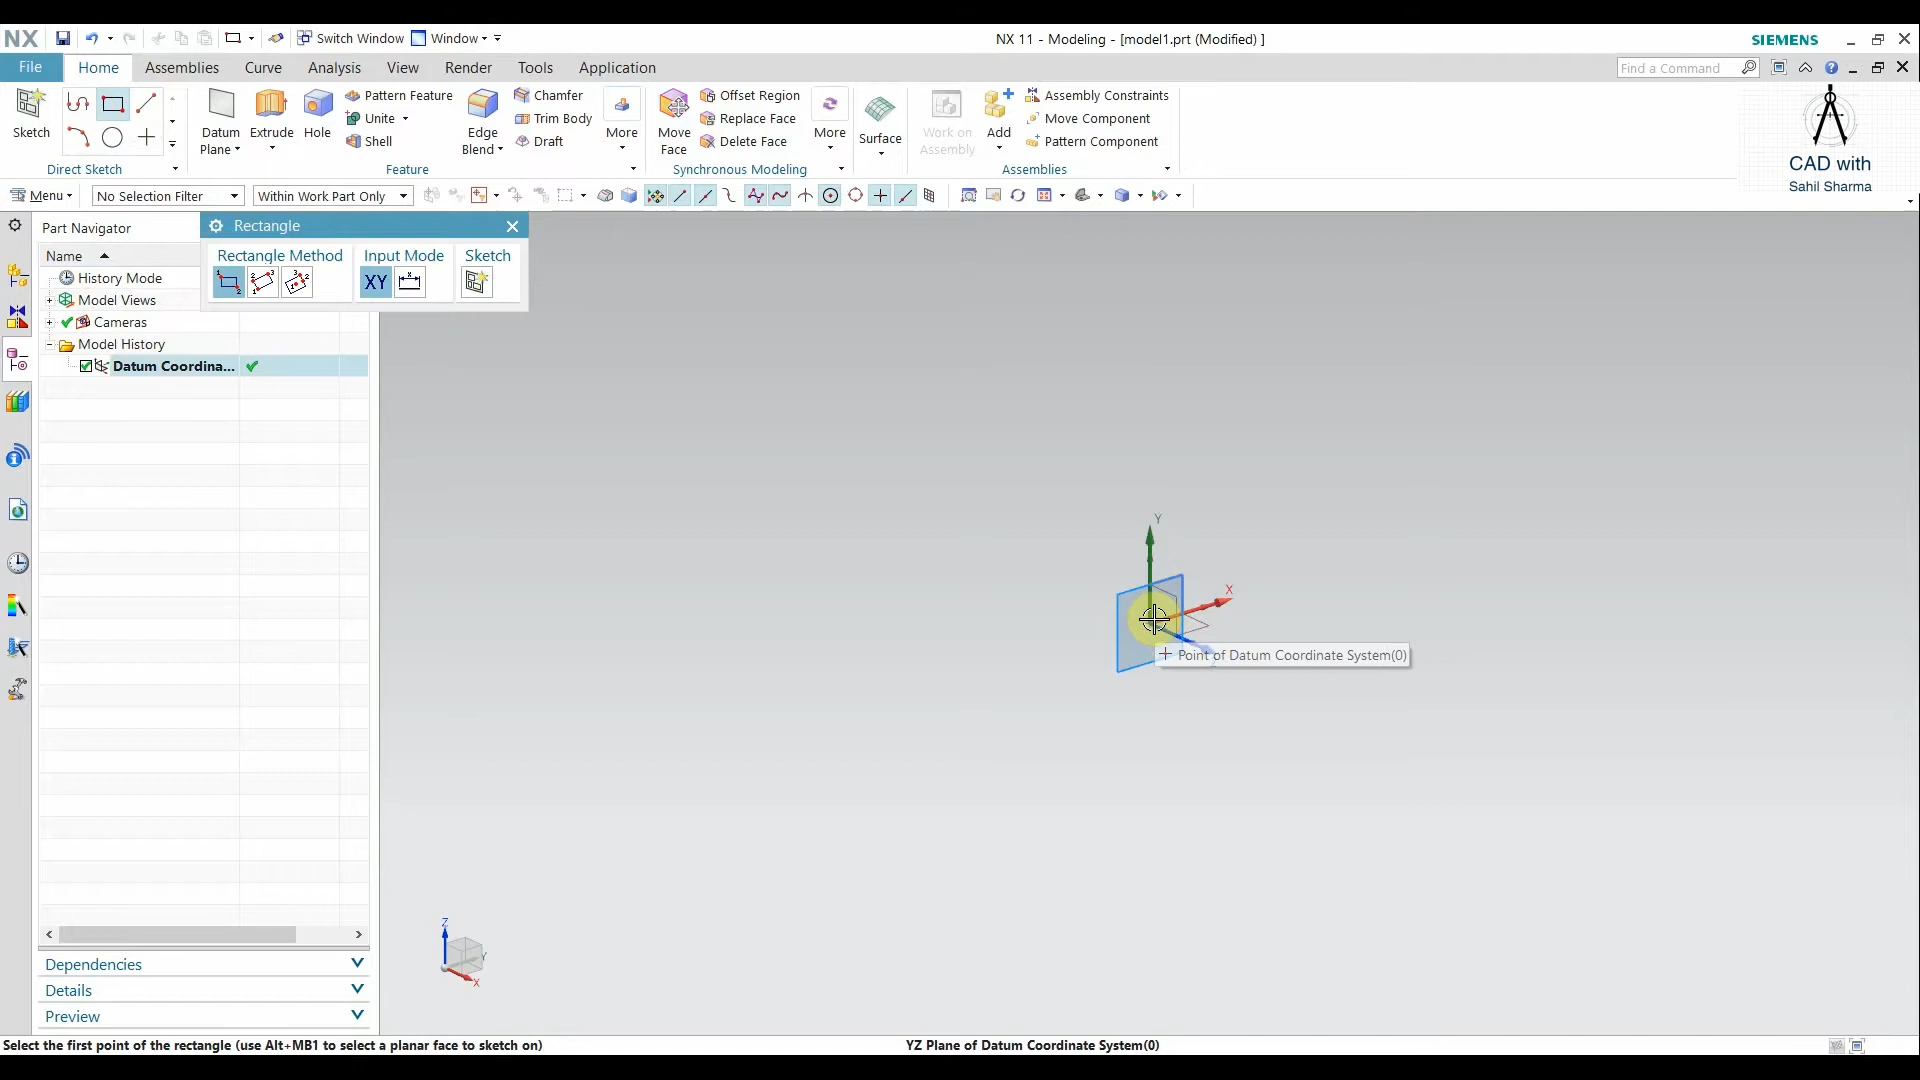 NX
Switch Window
Window
NX 11 - Modeling - [model1.prt (Modified) ]
SIEMENS
File
Home
Assemblies
Curve
Analysis
View
Render
Tools
Application
Find a Command
Sketch
Direct Sketch
Datum
Plane
Extrude
Hole
Pattern Feature
Unite
Shell
Edge
Blend
Chamfer
Trim Body
Draft
More
Feature
Move
Face
Offset Region
Replace Face
Delete Face
More
Synchronous Modeling
Surface
Work on
Assembly
Add
Assembly Constraints
Move Component
Pattern Component
Assemblies
CAD with
Sahil Sharma
Menu
No Selection Filter
Within Work Part Only
Part Navigator
Rectangle
Rectangle Method
Input Mode
Sketch
XY
Name
History Mode
Model Views
Cameras
Model History
Datum Coordina...
Y
X
Point of Datum Coordinate System(0)
Z
Y
X
Dependencies
Details
Preview
Select the first point of the rectangle (use Alt+MB1 to select a planar face to sketch on)
YZ Plane of Datum Coordinate System(0)